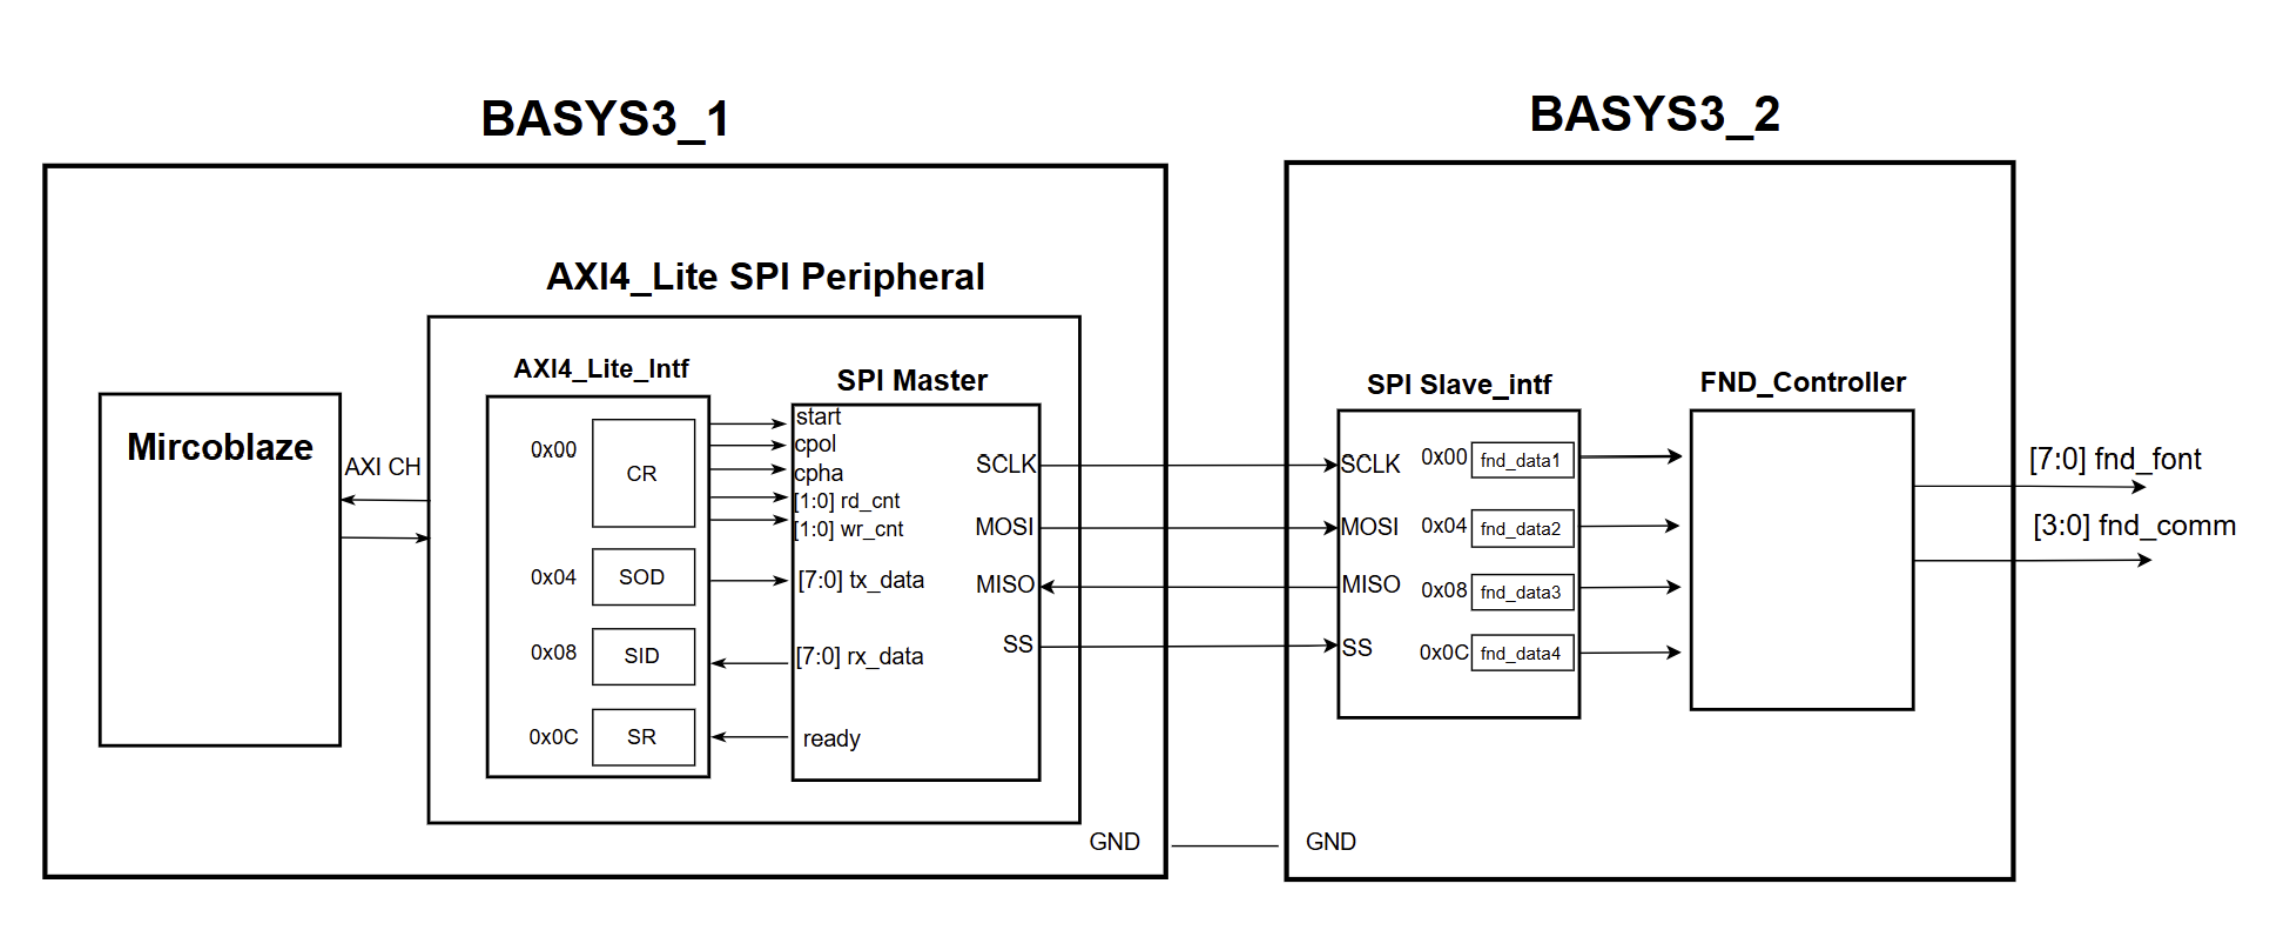 BASYS3_1
BASYS3_2
AXI4_Lite SPI Peripheral
AXI4_Lite_Intf
SPI Master
SPI Slave_intf
FND_Controller
Mircoblaze
AXI CH
0x00
CR
0x04
SOD
0x08
SID
0x0C
SR
start
cpol
cpha
[1:0] rd_cnt
[1:0] wr_cnt
[7:0] tx_data
[7:0] rx_data
ready
SCLK
MOSI
MISO
SS
SCLK
MOSI
MISO
SS
0x00 fnd_data1
0x04 fnd_data2
0x08 fnd_data3
0x0C fnd_data4
[7:0] fnd_font
[3:0] fnd_comm
GND
GND